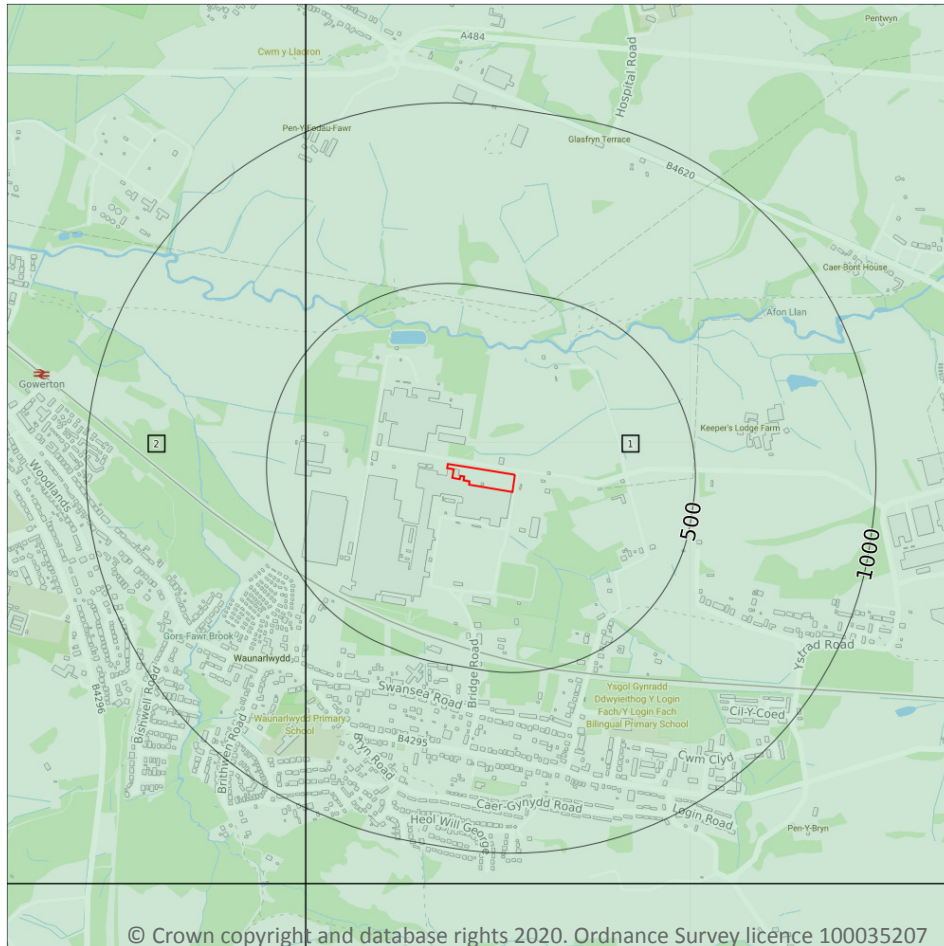 Pentwyn
A484
Cwm y Lladron
Hospital Road
Pen-Y-Fodau-Fawr
Glasfryn Terrace
B4620
Caer-Bont House
Afon Llan
Gowerton
Keeper's Lodge Farm
2
1
Woodlands
500
1000
Gors-Fawr Brook
Waunarlwydd
Ystrad Road
B4296
Bishwell Road
Swansea Road
Bridge Road
Ysgol Gynradd
Ddwyieithog Y Login
Fach/Y Login Fach
Bilingual Primary School
Cil-Y-Coed
Waunarlwydd Primary
School
Brithwen Road
Bryn Road
B4295
Cwm Clyd
Caer-Gynydd Road
Login Road
Heol Will George
Pen-Y-Bryn
© Crown copyright and database rights 2020. Ordnance Survey licence 100035207